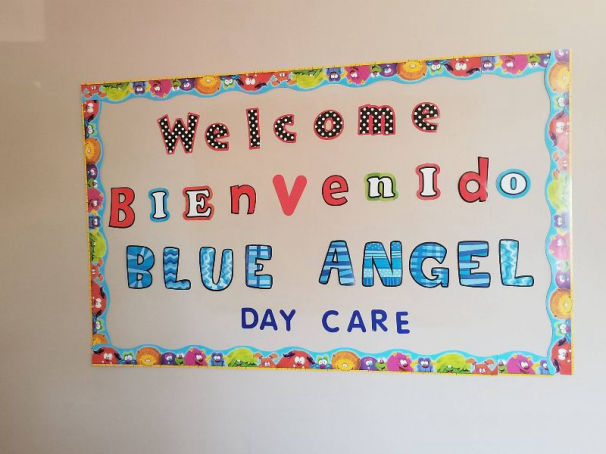 Welcome
BIEnVenIdo
BLUE ANGEL
DAY CARE